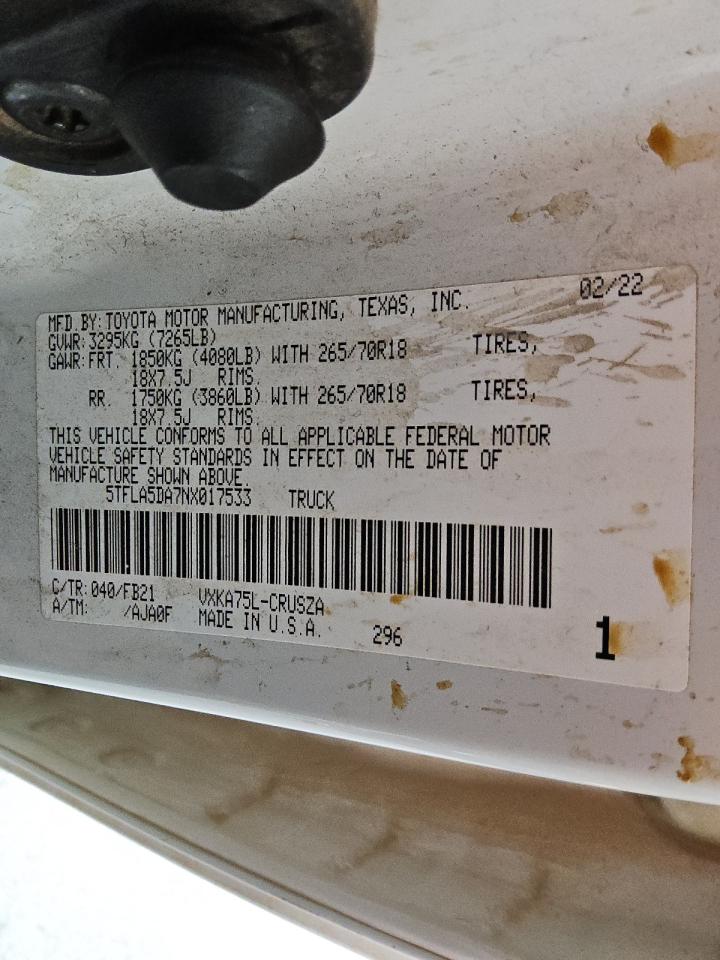 MFD.BY:TOYOTA MOTOR MANUFACTURING, TEXAS, INC. 02/22
GVWR:3295KG (7265LB)
GAWR:FRT. 1850KG (4080LB) WITH 265/70R18 TIRES,
18X7.5J RIMS.
RR. 1750KG (3860LB) WITH 265/70R18 TIRES,
18X7.5J RIMS.
THIS VEHICLE CONFORMS TO ALL APPLICABLE FEDERAL MOTOR
VEHICLE SAFETY STANDARDS IN EFFECT ON THE DATE OF
MANUFACTURE SHOWN ABOVE.
5TFLA5DA7NX017533 TRUCK
C/TR:040/FB21 VXKA75L-CRUSZA
A/TM: /AJA0F MADE IN U.S.A. 296 1